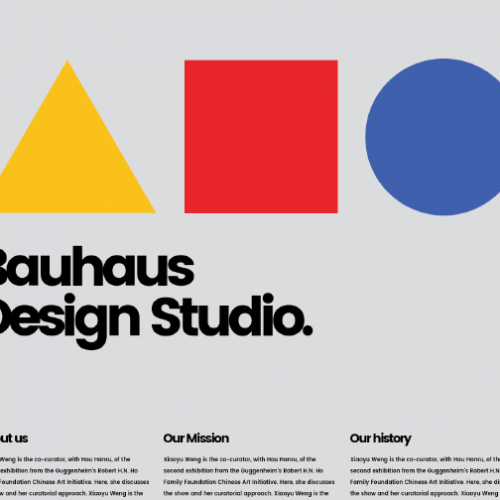 Bauhaus
Design Studio.
out us
Weng is the co-curator, with Hou Hanru, of the
exhibition from the Guggenheim's Robert H.N. Ho
Foundation Chinese Art Initiative. Here, she discusses
w and her curatorial approach. Xiaoyu Weng is the
Our Mission
Xiaoyu Weng is the co-curator, with Hou Hanru, of the
second exhibition from the Guggenheim's Robert H.N. Ho
Family Foundation Chinese Art Initiative. Here, she discusses
the show and her curatorial approach. Xiaoyu Weng is the
Our history
Xiaoyu Weng is the co-curator, with Hou Hanru, of the
second exhibition from the Guggenheim's Robert H.N.
Family Foundation Chinese Art Initiative. Here, she
the show and her curatorial approach. Xiaoyu Weng